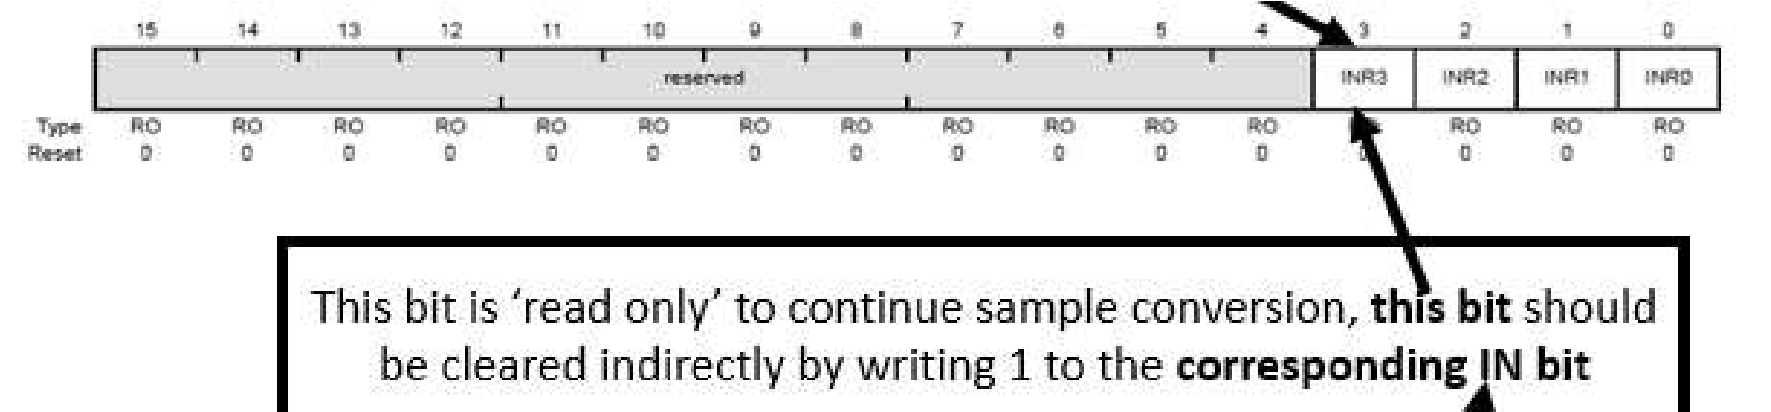 15 14 13 12 11 10 9 8 7 6 5 4 3 2 1 0
reserved INR3 INR2 INR1 INR0
Type RO RO RO RO RO RO RO RO RO RO RO RO RO RO RO
Reset 0 0 0 0 0 0 0 0 0 0 0 0 0 0 0
This bit is ‘read only’ to continue sample conversion, this bit should
be cleared indirectly by writing 1 to the corresponding IN bit